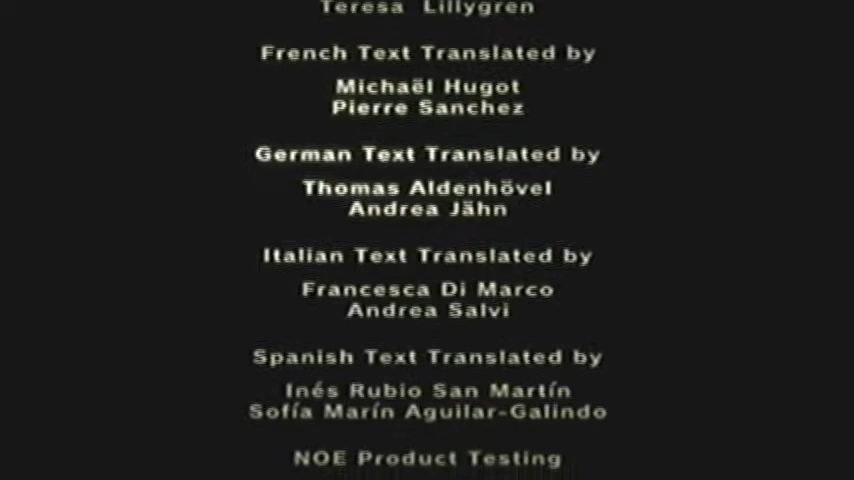 Teresa Lillygren
French Text Translated by
Michaël Hugot
Pierre Sanchez
German Text Translated by
Thomas Aldenhövel
Andrea Jähn
Italian Text Translated by
Francesca Di Marco
Andrea Salvi
Spanish Text Translated by
Inés Rubio San Martín
Sofía Marín Aguilar-Galindo
NOE Product Testing